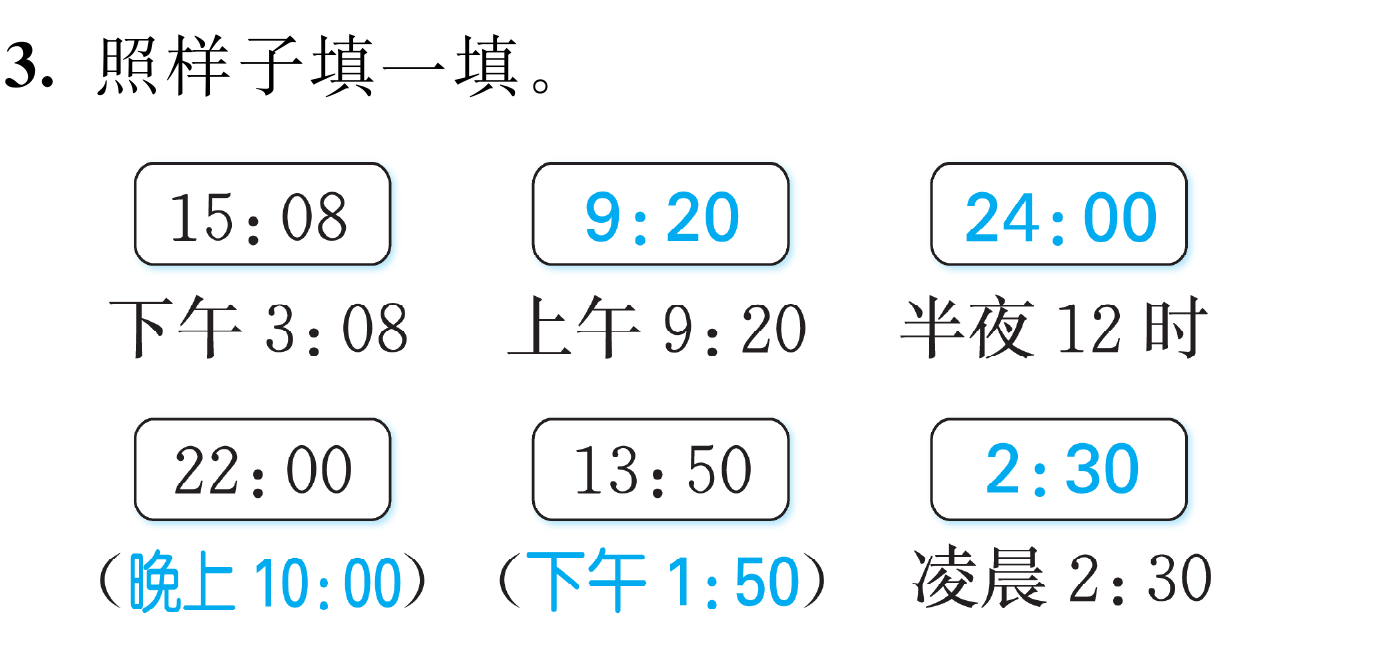 3. 照样子填一填。
15:08 9:20 24:00
下午 3:08 上午 9:20 半夜 12 时
22:00 13:50 2:30
(晚上 10:00) (下午 1:50) 凌晨 2:30